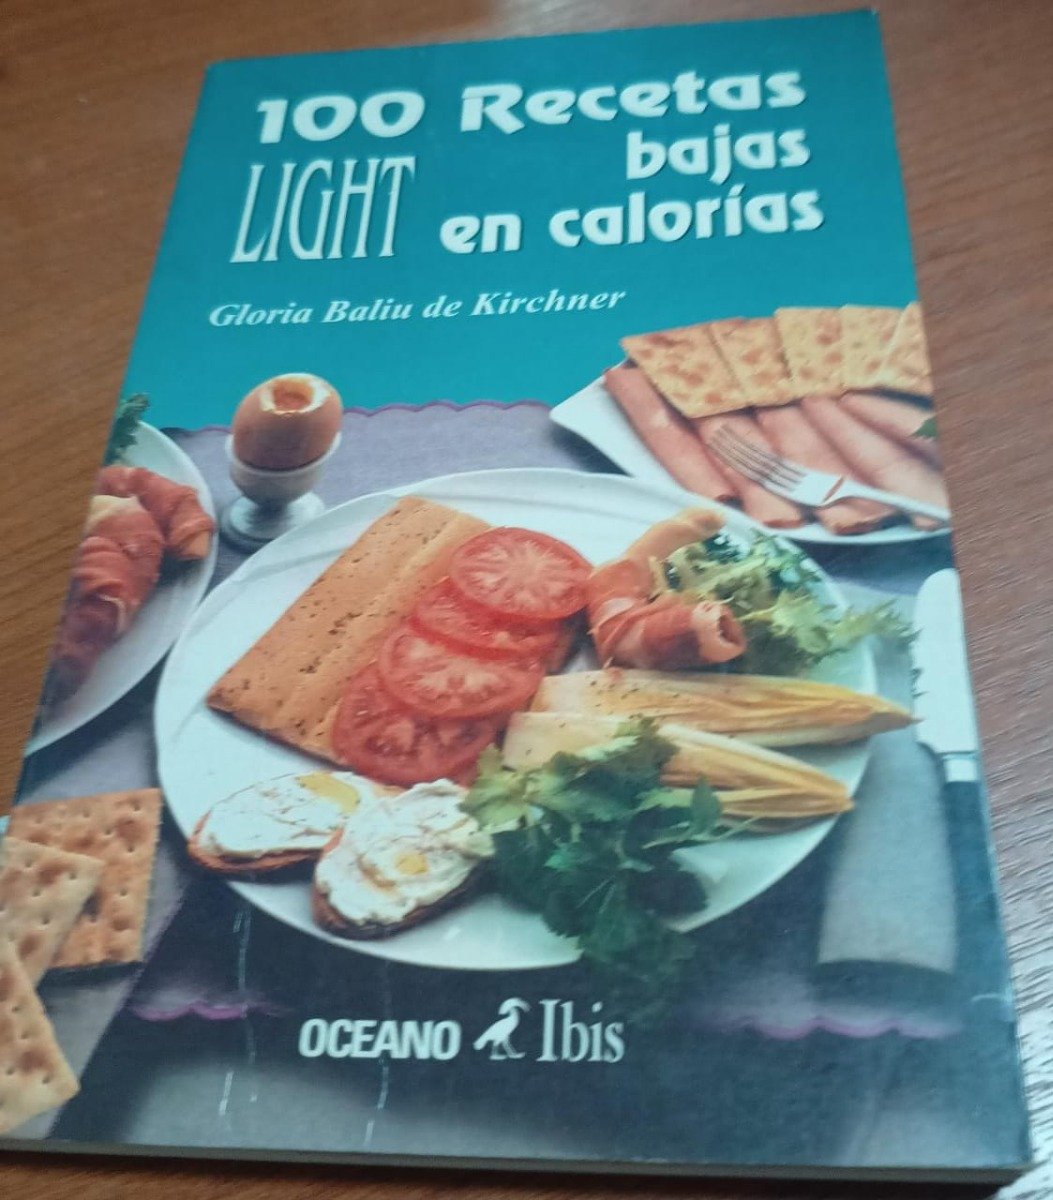 100 Recetas
LIGHT bajas
en calorías
Gloria Baliu de Kirchner
OCEANO Ibis